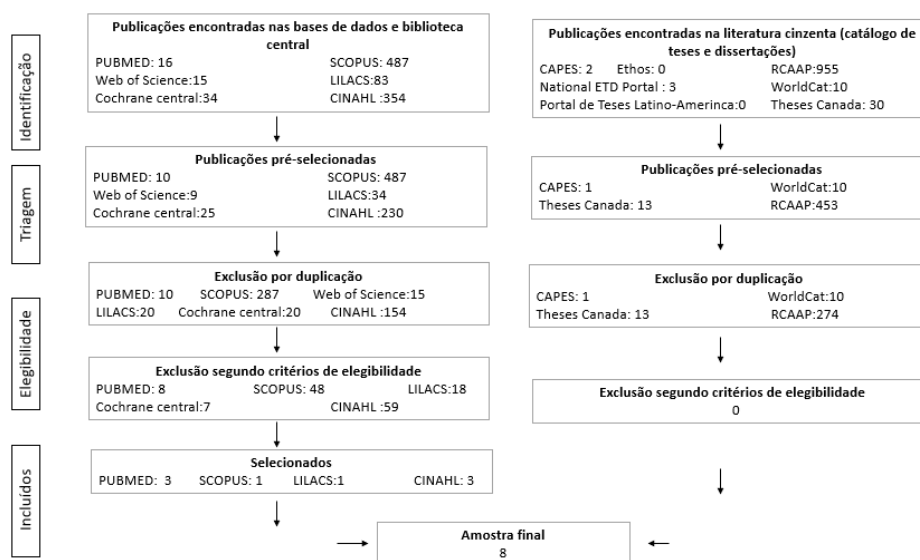 Identificação
Publicações encontradas nas bases de dados e biblioteca
central
PUBMED: 16 SCOPUS: 487
Web of Science:15 LILACS:83
Cochrane central:34 CINAHL :354
Publicações encontradas na literatura cinzenta (catálogo de
teses e dissertações)
CAPES: 2 Ethos: 0 RCAAP:955
National ETD Portal : 3 WorldCat:10
Portal de Teses Latino-Amerinca:0 Theses Canada: 30
Triagem
Publicações pré-selecionadas
PUBMED: 10 SCOPUS: 487
Web of Science:9 LILACS:34
Cochrane central:25 CINAHL :230
Publicações pré-selecionadas
CAPES: 1 WorldCat:10
Theses Canada: 13 RCAAP:453
Elegibilidade
Exclusão por duplicação
PUBMED: 10 SCOPUS: 287 Web of Science:15
LILACS:20 Cochrane central:20 CINAHL :154
Exclusão por duplicação
CAPES: 1 WorldCat:10
Theses Canada: 13 RCAAP:274
Exclusão segundo critérios de elegibilidade
PUBMED: 8 SCOPUS: 48 LILACS:18
Cochrane central:7 CINAHL :59
Exclusão segundo critérios de elegibilidade
0
Incluídos
Selecionados
PUBMED: 3 SCOPUS: 1 LILACS:1 CINAHL: 3
Amostra final
8